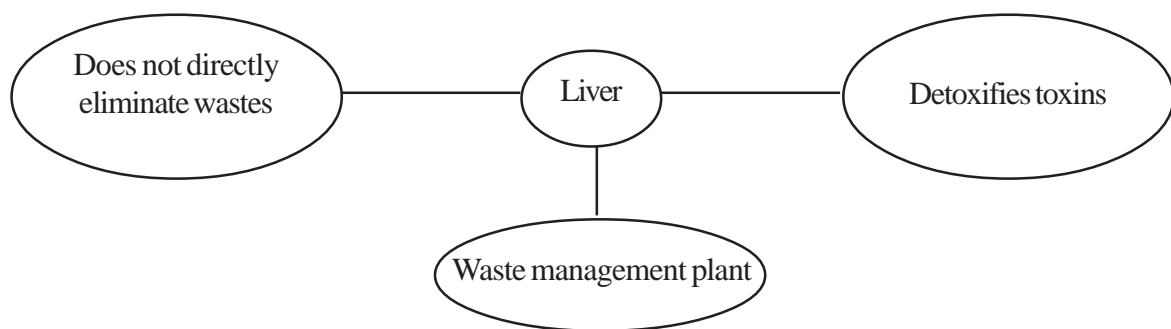 Does not directly
eliminate wastes
Liver
Detoxifies toxins
Waste management plant